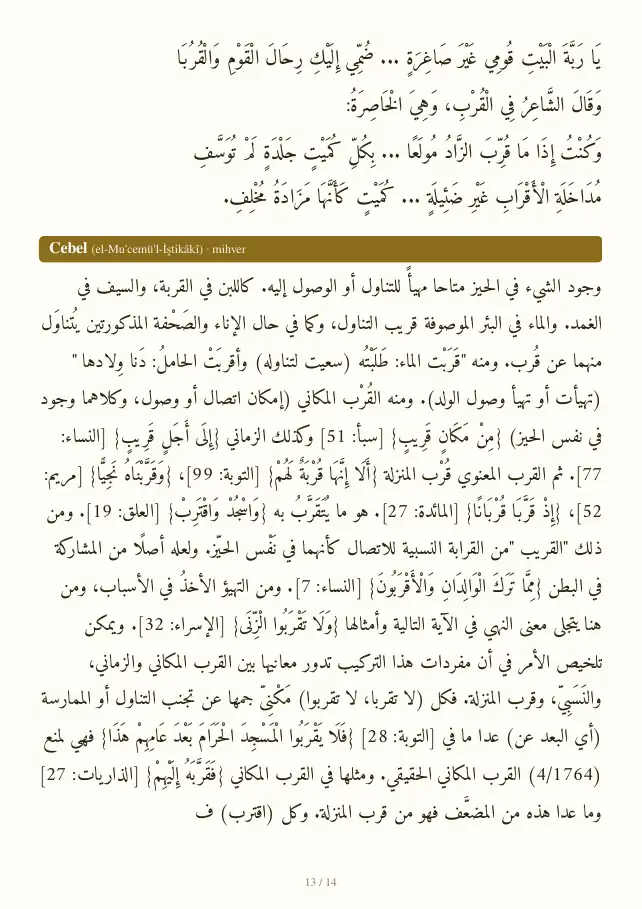 يَا رَبَّةَ الْبَيْتِ قُومِي غَيْرَ صَاغِرَةٍ ... ضُمِّي إِلَيْكِ رِحَالَ الْقَوْمِ وَالْقُرُبَا
وَقَالَ الشَّاعِرُ فِي الْقُرْبِ، وَهِيَ الْخَاصِرَةُ:
وَكُنْتُ إِذَا مَا قُرِّبَ الزَّادُ مُولَعًا ... بِكُلِّ كُمَيْتٍ جَلْدَةٍ لَمْ تُوَسَّفِ
مُدَاخَلَةِ الْأَقْرَابِ غَيْرِ ضَئِيلَةٍ ... كُمَيْتٍ كَأَنَّهَا مَزَادَةُ مُخْلِفِ.
Cebel (el-Mu'cemü'l-İştikâkî) · mihver
وجود الشيء في الحيز متاحا مهيأً للتناول أو الوصول إليه. كاللبن في القربة، والسيف في
الغمد. والماء في البئر الموصوفة قريب التناول، وكما في حال الإناء والصَحْفة المذكورتين يُتناوَل
منهما عن قُرب. ومنه "قَرَبْت الماء: طَلَبْتُه (سعيت لتناوله) وأقربَتْ الحاملُ: دَنا وِلادها "
(تهيأت أو تهيأ وصول الولد). ومنه القُرْب المكاني (إمكان اتصال أو وصول، وكلاهما وجود
في نفس الحيز) {مِنْ مَكَانٍ قَرِيبٍ} [سبأ: 51] وكذلك الزماني {إِلَى أَجَلٍ قَرِيبٍ} [النساء:
77]. ثم القرب المعنوي قُرْب المنزلة {أَلَا إِنَّهَا قُرْبَةٌ لَهُمْ} [التوبة: 99]، {وَقَرَّبْنَاهُ نَجِيًّا} [مريم:
52]، {إِذْ قَرَّبَا قُرْبَانًا} [المائدة: 27]. هو ما يُتَقَرَّبُ به {وَاسْجُدْ وَاقْتَرِبْ} [العلق: 19]. ومن
ذلك "القريب "من القرابة النسبية للاتصال كأنهما في نَفْس الحيّز. ولعله أصلًا من المشاركة
في البطن {مِمَّا تَرَكَ الْوَالِدَانِ وَالْأَقْرَبُونَ} [النساء: 7]. ومن التهيؤ الأخذُ في الأسباب، ومن
هنا يتجلى معنى النهي في الآية التالية وأمثالها {وَلَا تَقْرَبُوا الزِّنَى} [الإسراء: 32]. ويمكن
تلخيص الأمر في أن مفردات هذا التركيب تدور معانيها بين القرب المكاني والزماني،
والنَسَبِيّ، وقرب المنزلة. فكل (لا تقربا، لا تقربوا) مَكْنِيّ جمها عن تجنب التناول أو الممارسة
(أي البعد عن) عدا ما في [التوبة: 28] {فَلَا يَقْرَبُوا الْمَسْجِدَ الْحَرَامَ بَعْدَ عَامِهِمْ هَذَا} فهي لمنع
(4/1764) القرب المكاني الحقيقي. ومثلها في القرب المكاني {فَقَرَّبَهُ إِلَيْهِمْ} [الذاريات: 27]
وما عدا هذه من المضعَّف فهو من قرب المنزلة. وكل (اقترب) ف
13 / 14